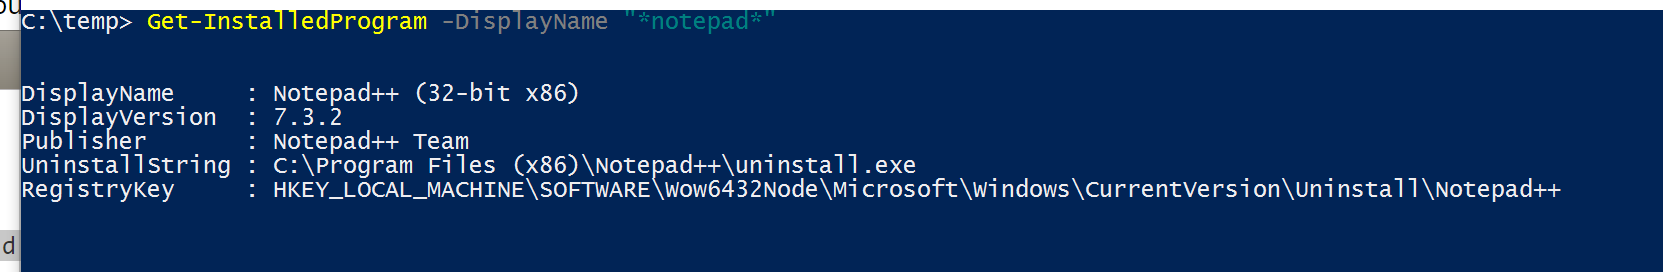 ou
C:\temp> Get-InstalledProgram -DisplayName "*notepad*"
DisplayName     : Notepad++ (32-bit x86)
DisplayVersion  : 7.3.2
Publisher       : Notepad++ Team
UninstallString : C:\Program Files (x86)\Notepad++\uninstall.exe
RegistryKey     : HKEY_LOCAL_MACHINE\SOFTWARE\Wow6432Node\Microsoft\Windows\CurrentVersion\Uninstall\Notepad++
d